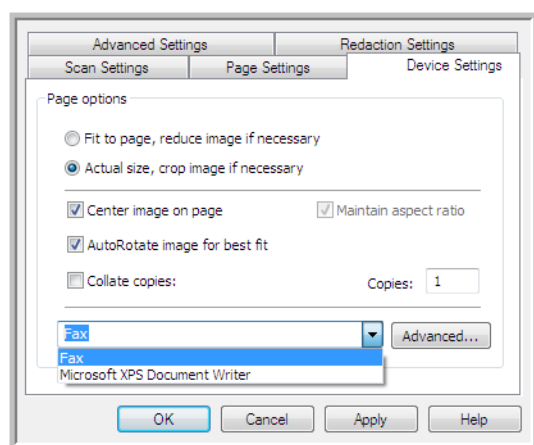 Advanced Settings Redaction Settings
Scan Settings Page Settings Device Settings
Page options
Fit to page, reduce image if necessary
Actual size, crop image if necessary
Center image on page Maintain aspect ratio
AutoRotate image for best fit
Collate copies: Copies: 1
Fax Advanced...
Fax
Microsoft XPS Document Writer
OK Cancel Apply Help